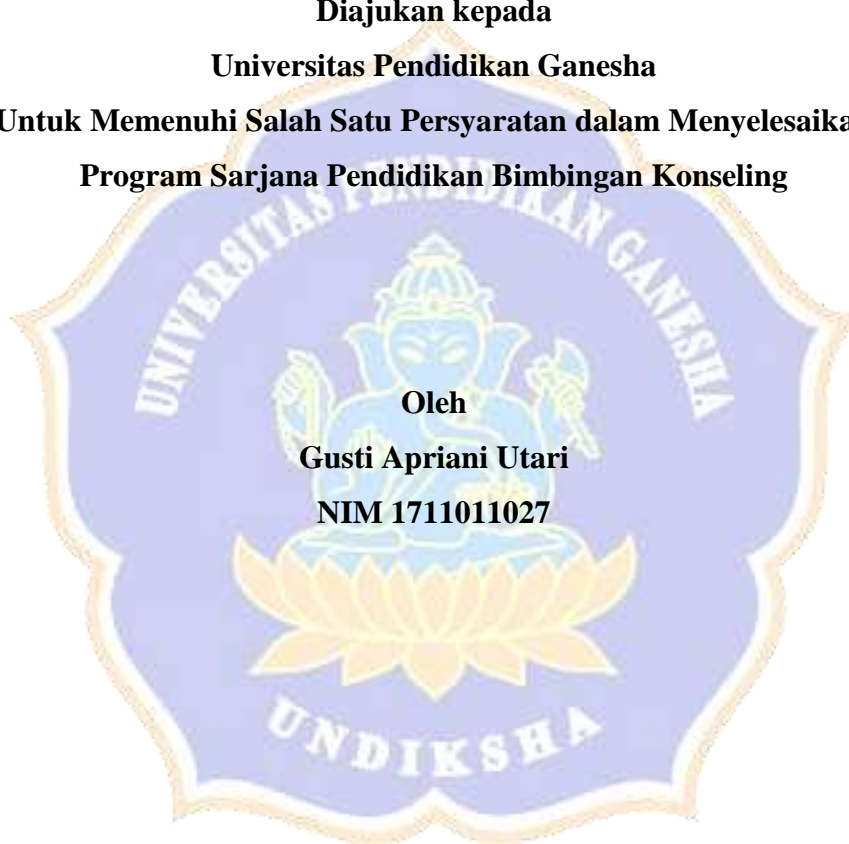 Diajukan kepada
Universitas Pendidikan Ganesha
Untuk Memenuhi Salah Satu Persyaratan dalam Menyelesaika
Program Sarjana Pendidikan Bimbingan Konseling
UNIVERSITAS PENDIDIKAN GANESHA
Oleh
Gusti Apriani Utari
NIM 1711011027
UNDIKSHA